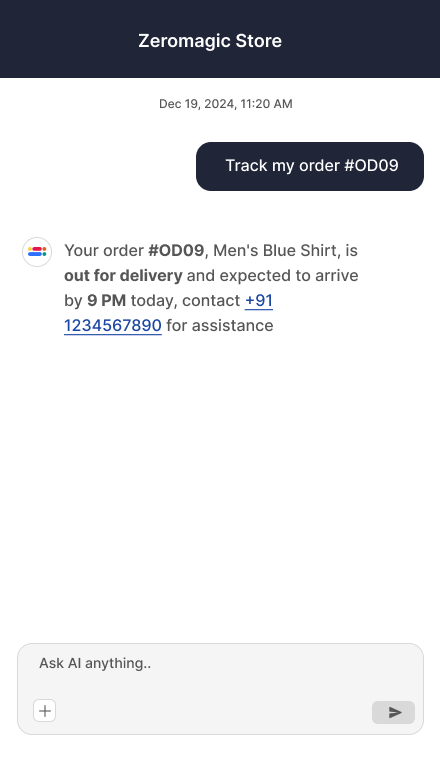 Zeromagic Store
Dec 19, 2024, 11:20 AM
Track my order #OD09
Your order #OD09, Men's Blue Shirt, is
out for delivery and expected to arrive
by 9 PM today, contact +91
1234567890 for assistance
Ask AI anything..